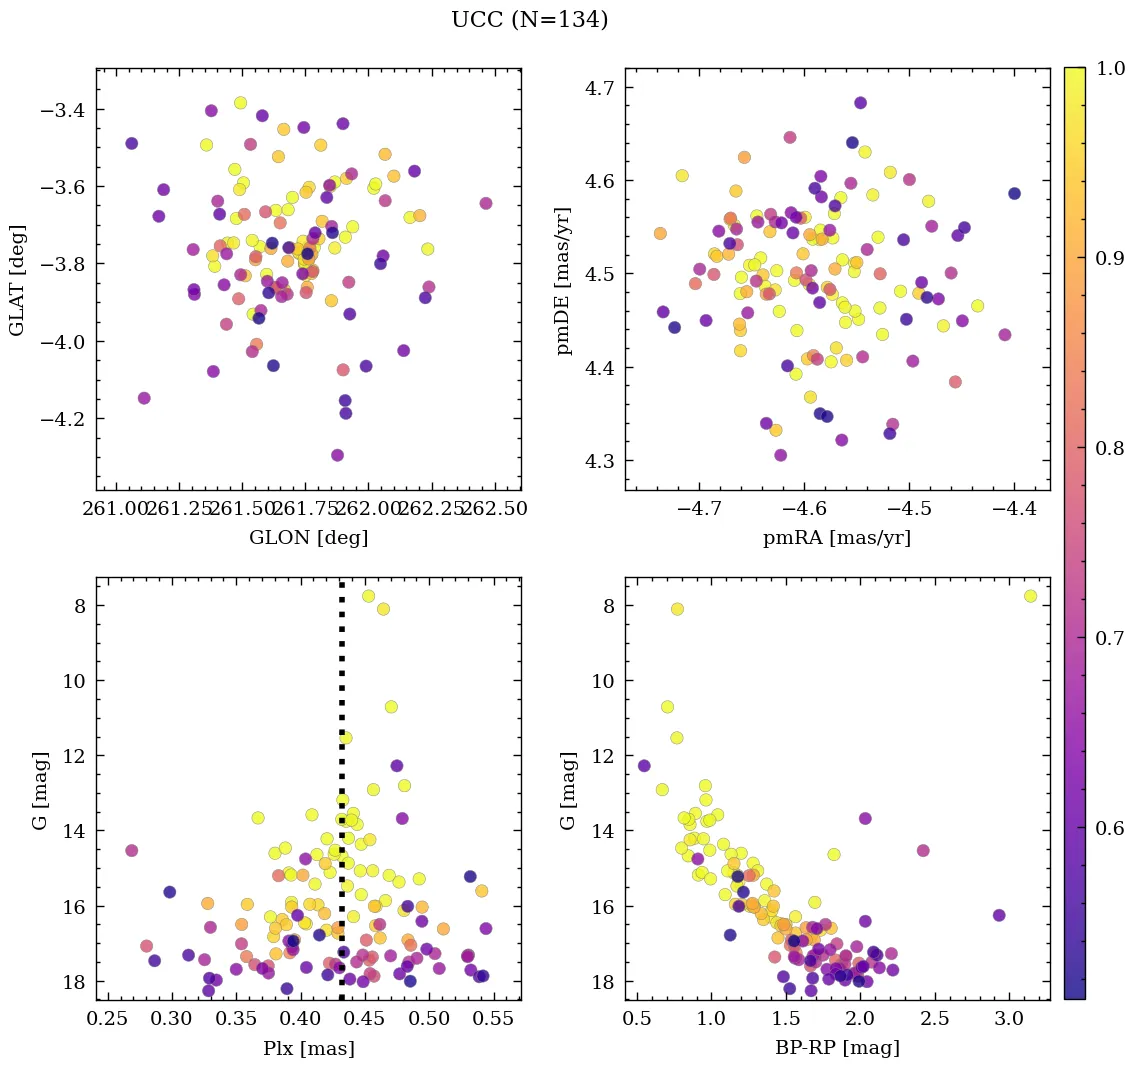 UCC (N=134)
−3.4
−3.6
−3.8
−4.0
−4.2
GLAT [deg]
261.00 261.25 261.50 261.75 262.00 262.25 262.50
GLON [deg]
4.7
4.6
4.5
4.4
4.3
pmDE [mas/yr]
−4.7 −4.6 −4.5 −4.4
pmRA [mas/yr]
8
10
12
14
16
18
G [mag]
0.25 0.30 0.35 0.40 0.45 0.50 0.55
Plx [mas]
8
10
12
14
16
18
G [mag]
0.5 1.0 1.5 2.0 2.5 3.0
BP-RP [mag]
1.0
0.9
0.8
0.7
0.6